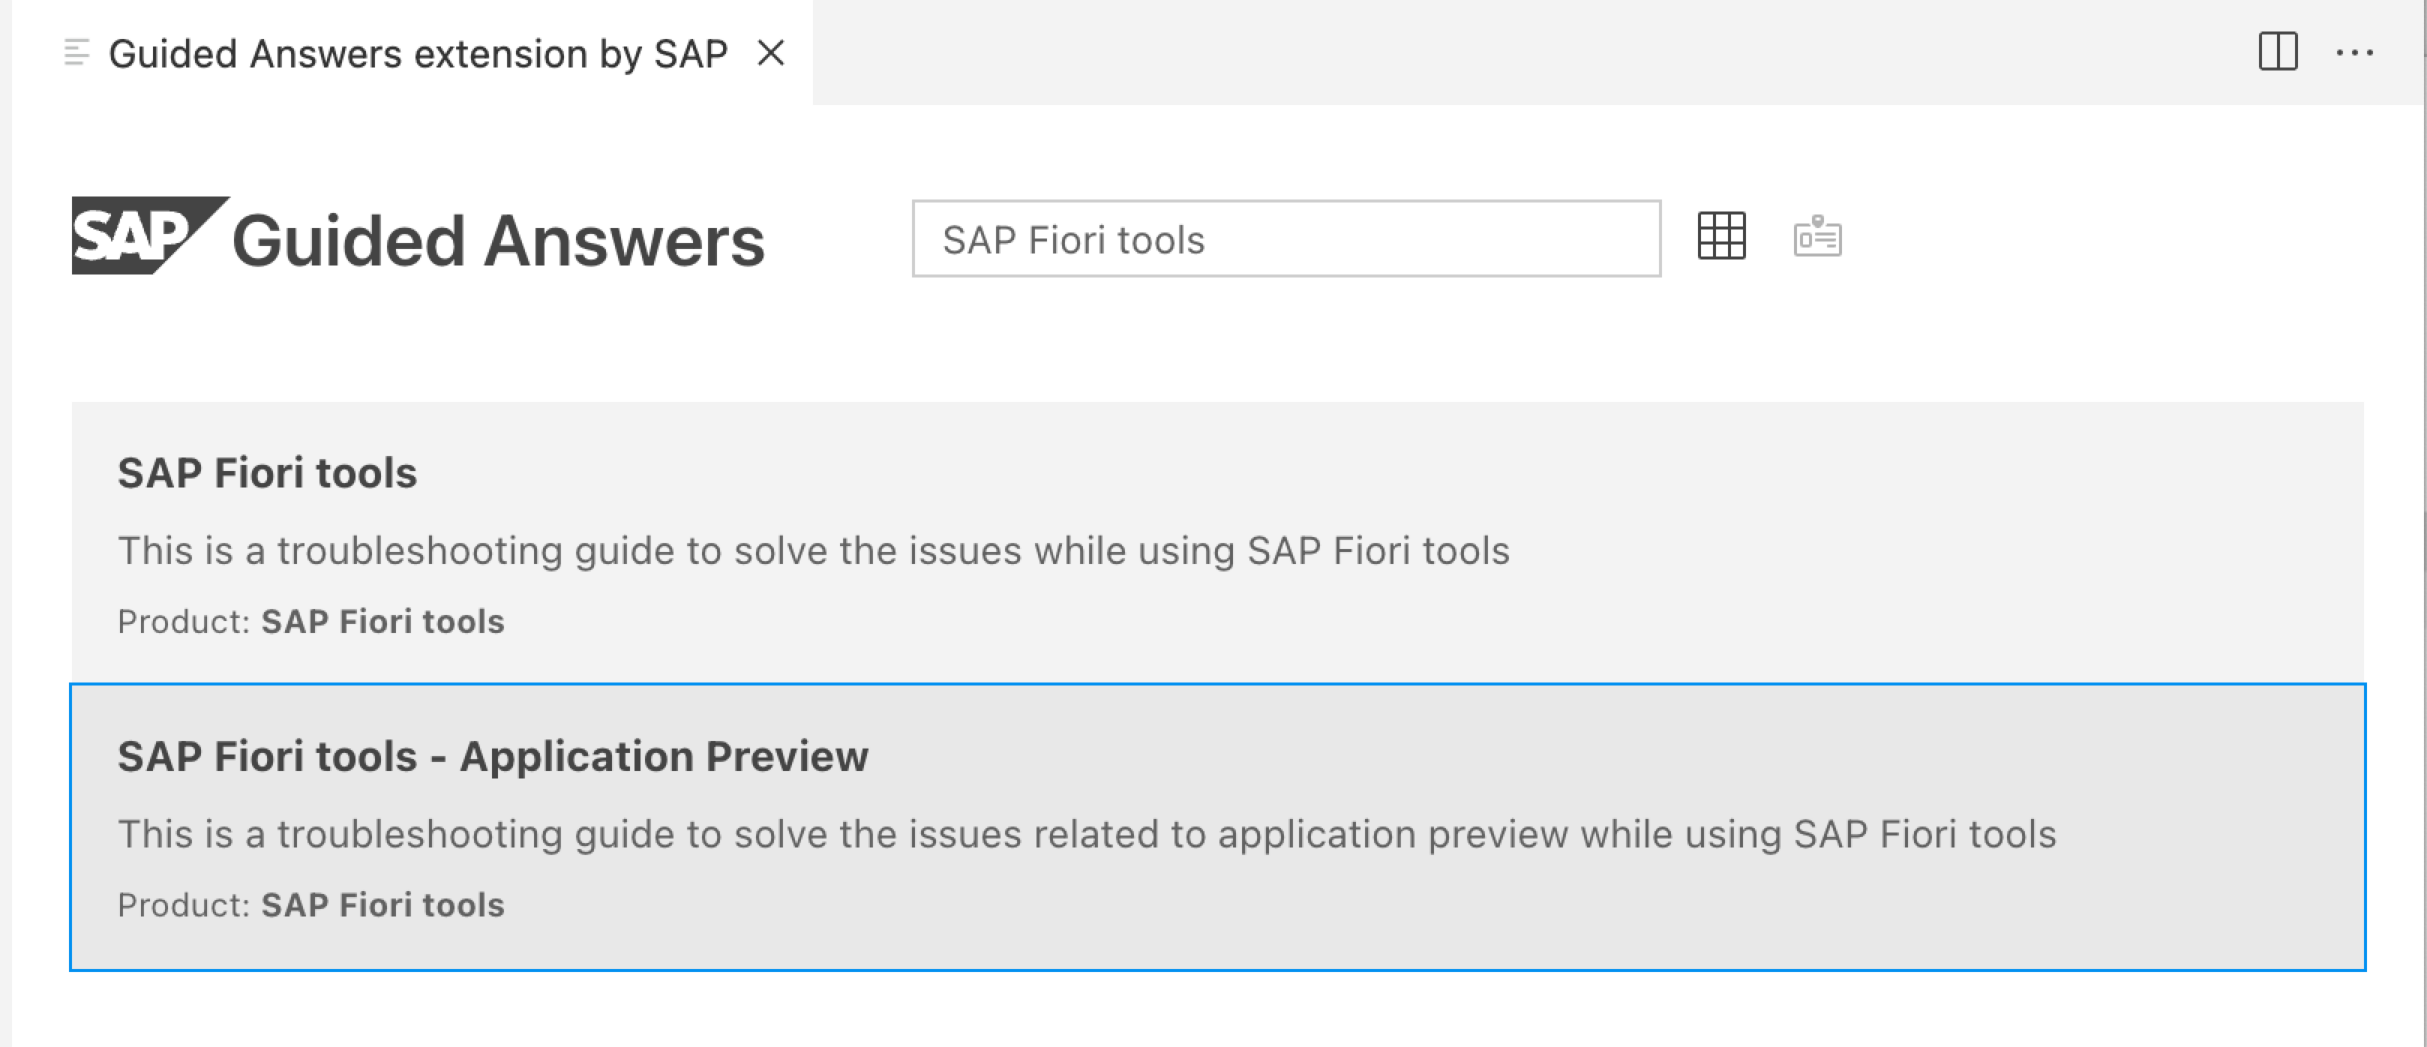 Guided Answers extension by SAP
SAP Guided Answers
SAP Fiori tools
SAP Fiori tools
This is a troubleshooting guide to solve the issues while using SAP Fiori tools
Product: SAP Fiori tools
SAP Fiori tools - Application Preview
This is a troubleshooting guide to solve the issues related to application preview while using SAP Fiori tools
Product: SAP Fiori tools